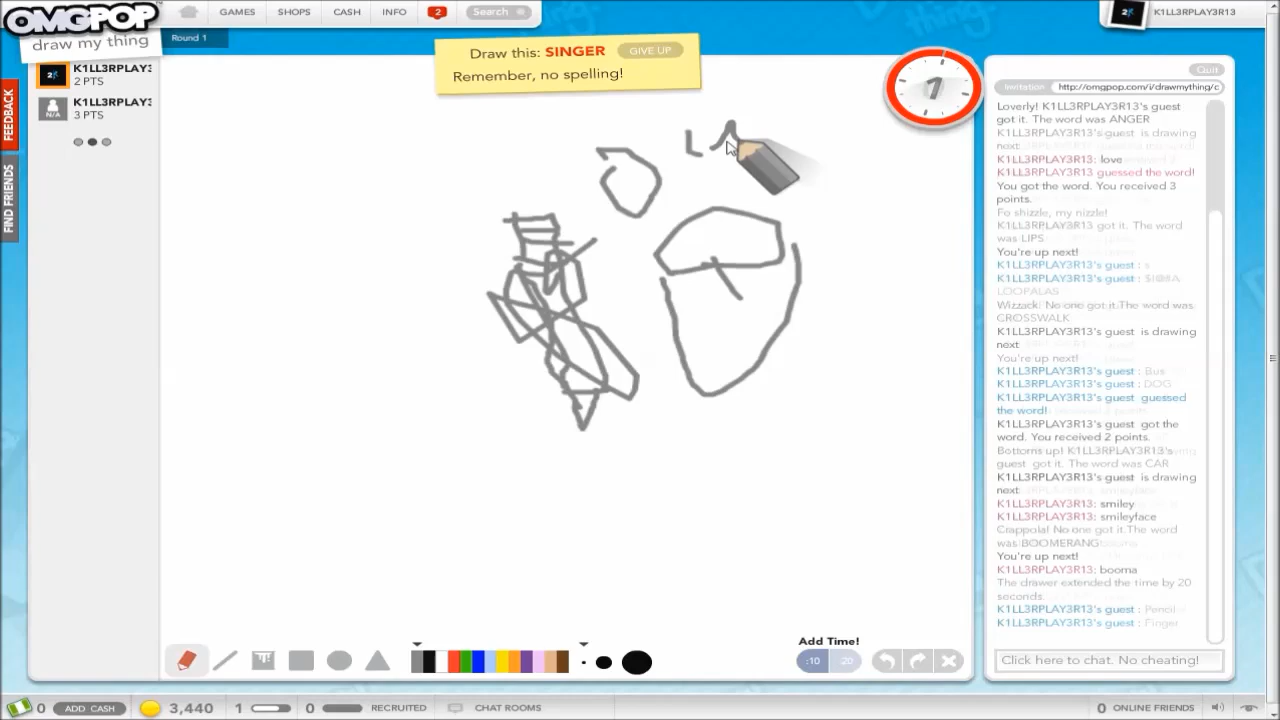 OMGPOP
GAMES SHOPS CASH INFO 2 Search
K1LL3RPLAY3R13
draw my thing
Round 1
K1LL3RPLAY3
2 PTS
K1LL3RPLAY3
N/A
3 PTS
FEEDBACK
FIND FRIENDS
Draw this: SINGER GIVE UP
Remember, no spelling!
1
LA
Quit
Invitation http://omgpop.com/i/drawmything/c
Loverly! K1LL3RPLAY3R13's guest
got it. The word was ANGER
K1LL3RPLAY3R13's guest is drawing
next
K1LL3RPLAY3R13: love
K1LL3RPLAY3R13 guessed the word!
You got the word. You received 3
points.
Fo shizzle, my nizzle!
K1LL3RPLAY3R13 got it. The word
was LIPS
You're up next!
K1LL3RPLAY3R13's guest : s
K1LL3RPLAY3R13's guest :
LOOPALAS
Wizzack! No one got it.The word was
CROSSWALK
K1LL3RPLAY3R13's guest is drawing
next
You're up next!
K1LL3RPLAY3R13's guest : Bus
K1LL3RPLAY3R13's guest : DOG
K1LL3RPLAY3R13's guest guessed
the word!
K1LL3RPLAY3R13's guest got the
word. You received 2 points.
Bottoms up! K1LL3RPLAY3R13's
guest got it. The word was CAR
K1LL3RPLAY3R13's guest is drawing
next
K1LL3RPLAY3R13: smiley
K1LL3RPLAY3R13: smileyface
Crappola! No one got it.The word
was BOOMERANG
You're up next!
K1LL3RPLAY3R13: booma
The drawer extended the time by 20
seconds.
K1LL3RPLAY3R13's guest : Pencil
K1LL3RPLAY3R13's guest : Finger
Click here to chat. No cheating!
Add Time!
:10 :20
0 ADD CASH 3,440 1 0 RECRUITED CHAT ROOMS 0 ONLINE FRIENDS